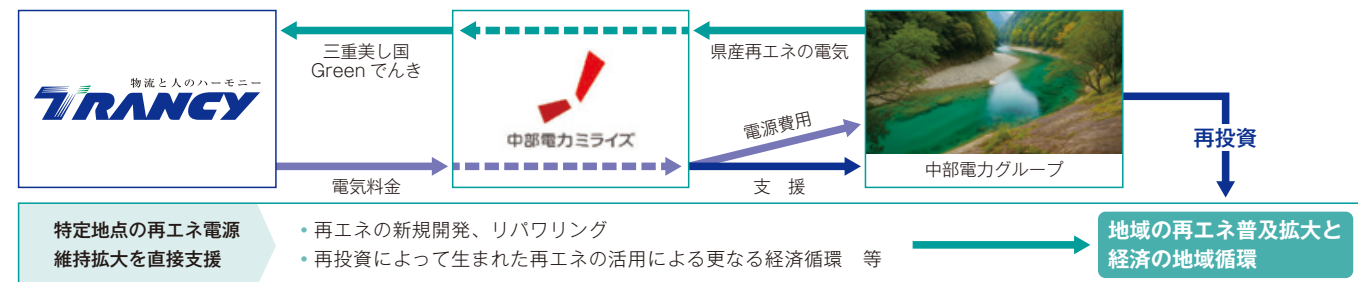 物流と人のハーモニー
TRANCY
三重美し国
Green でんき
電気料金
中部電力ミライズ
県産再エネの電気
電源費用
支 援
中部電力グループ
再投資
特定地点の再エネ電源
維持拡大を直接支援
• 再エネの新規開発、リパワリング
• 再投資によって生まれた再エネの活用による更なる経済循環 等
地域の再エネ普及拡大と
経済の地域循環